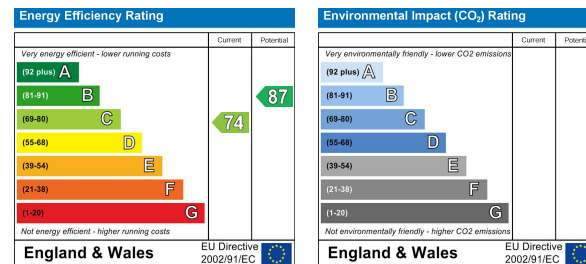 Energy Efficiency Rating
Current Potential
Very energy efficient - lower running costs
(92 plus) A
(81-91) B
(69-80) C
(55-68) D
(39-54) E
(21-38) F
(1-20) G
87
74
Not energy efficient - higher running costs
England & Wales
EU Directive
2002/91/EC
Environmental Impact (CO₂) Rating
Current Potenti
Very environmentally friendly - lower CO2 emissions
(92 plus) A
(81-91) B
(69-80) C
(55-68) D
(39-54) E
(21-38) F
(1-20) G
Not environmentally friendly - higher CO2 emissions
England & Wales
EU Directive
2002/91/EC